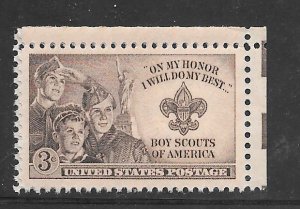 "ON MY HONOR
I WILL DO MY BEST..."
BOY SCOUTS
OF AMERICA
3¢
UNITED STATES POSTAGE